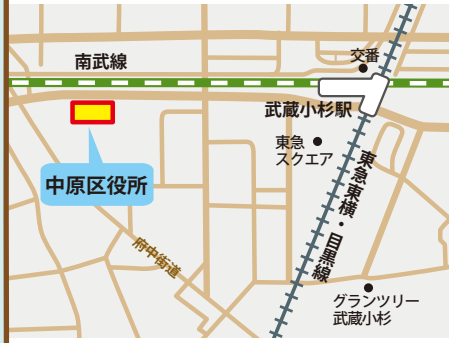 南武線
交番
武蔵小杉駅
東急
スクエア
中原区役所
東急東横・目黒線
府中街道
グランツリー
武蔵小杉